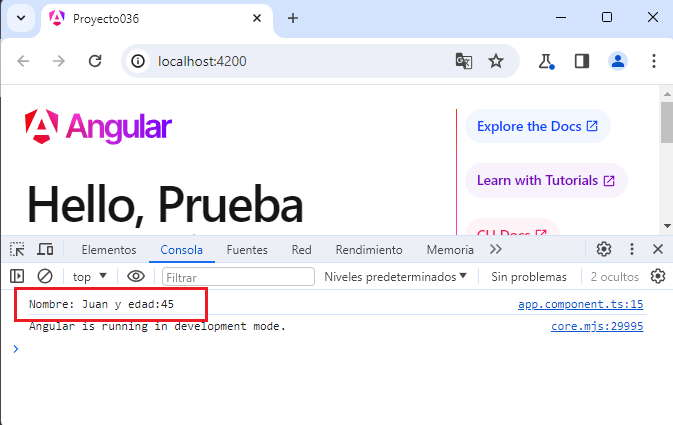 Proyecto036
localhost:4200
Angular
Explore the Docs
Learn with Tutorials
Hello, Prueba
CLI Docs
Elementos Consola Fuentes Red Rendimiento Memoria
top Filtrar Niveles predeterminados Sin problemas 2 ocultos
Nombre: Juan y edad:45 app.component.ts:15
Angular is running in development mode. core.mjs:29995